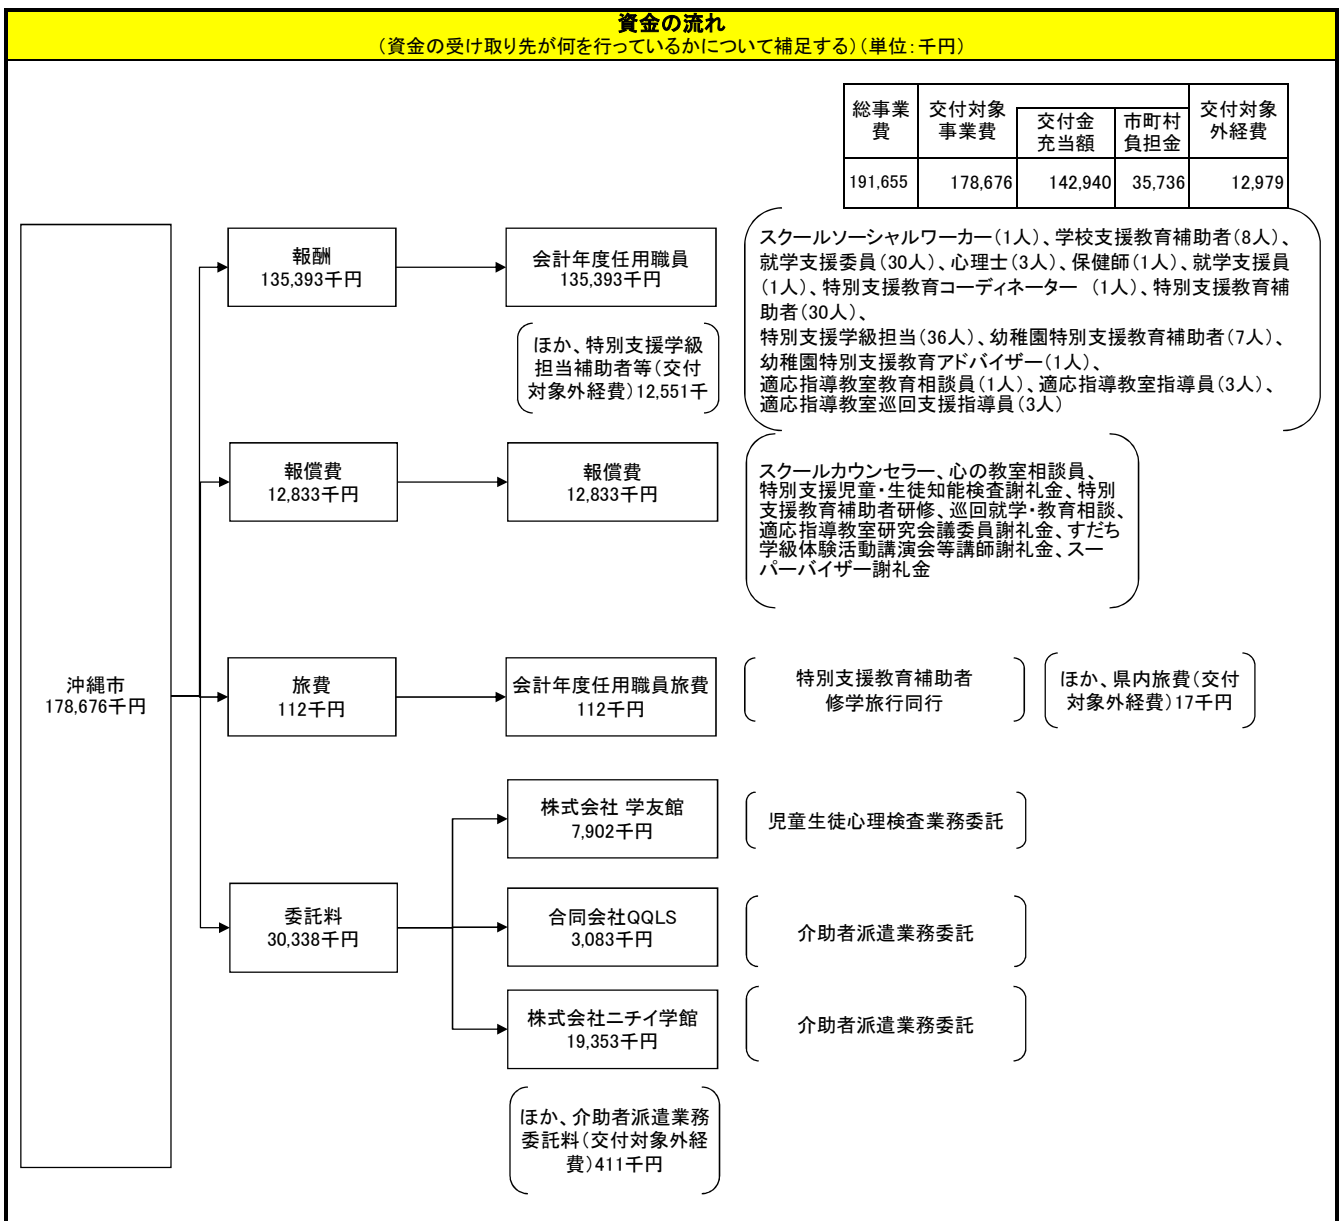 資金の流れ
（資金の受け取り先が何を行っているかについて補足する）（単位：千円）
総事業費
交付対象事業費
交付金充当額
市町村負担金
交付対象外経費
191,655
178,676
142,940
35,736
12,979
沖縄市
178,676千円
報酬
135,393千円
会計年度任用職員
135,393千円
ほか、特別支援学級
担当補助者等（交付
対象外経費）12,551千
スクールソーシャルワーカー（1人）、学校支援教育補助者（8人）、
就学支援委員（30人）、心理士（3人）、保健師（1人）、就学支援員
（1人）、特別支援教育コーディネーター （1人）、特別支援教育補
助者（30人）、
特別支援学級担当（36人）、幼稚園特別支援教育補助者（7人）、
幼稚園特別支援教育アドバイザー（1人）、
適応指導教室教育相談員（1人）、適応指導教室指導員（3人）、
適応指導教室巡回支援指導員（3人）
報償費
12,833千円
報償費
12,833千円
スクールカウンセラー、心の教室相談員、
特別支援児童・生徒知能検査謝礼金、特別
支援教育補助者研修、巡回就学・教育相談、
適応指導教室研究会議委員謝礼金、すだち
学級体験活動講演会等講師謝礼金、スー
パーバイザー謝礼金
旅費
112千円
会計年度任用職員旅費
112千円
特別支援教育補助者
修学旅行同行
ほか、県内旅費（交付
対象外経費）17千円
委託料
30,338千円
株式会社 学友館
7,902千円
児童生徒心理検査業務委託
合同会社QQLS
3,083千円
介助者派遣業務委託
株式会社ニチイ学館
19,353千円
介助者派遣業務委託
ほか、介助者派遣業務
委託料（交付対象外経
費）411千円